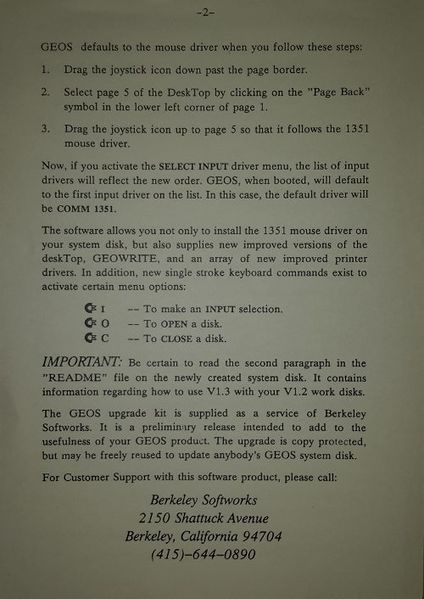 -2-
GEOS defaults to the mouse driver when you follow these steps:
1. Drag the joystick icon down past the page border.
2. Select page 5 of the DeskTop by clicking on the "Page Back"
symbol in the lower left corner of page 1.
3. Drag the joystick icon up to page 5 so that it follows the 1351
mouse driver.
Now, if you activate the SELECT INPUT driver menu, the list of input
drivers will reflect the new order. GEOS, when booted, will default
to the first input driver on the list. In this case, the default driver will
be COMM 1351.
The software allows you not only to install the 1351 mouse driver on
your system disk, but also supplies new improved versions of the
deskTop, GEOWRITE, and an array of new improved printer
drivers. In addition, new single stroke keyboard commands exist to
activate certain menu options:
C= I -- To make an INPUT selection.
C= O -- To OPEN a disk.
C= C -- To CLOSE a disk.
IMPORTANT: Be certain to read the second paragraph in the
"README" file on the newly created system disk. It contains
information regarding how to use V1.3 with your V1.2 work disks.
The GEOS upgrade kit is supplied as a service of Berkeley
Softworks. It is a preliminary release intended to add to the
usefulness of your GEOS product. The upgrade is copy protected,
but may be freely reused to update anybody's GEOS system disk.
For Customer Support with this software product, please call:
Berkeley Softworks
2150 Shattuck Avenue
Berkeley, California 94704
(415)-644-0890